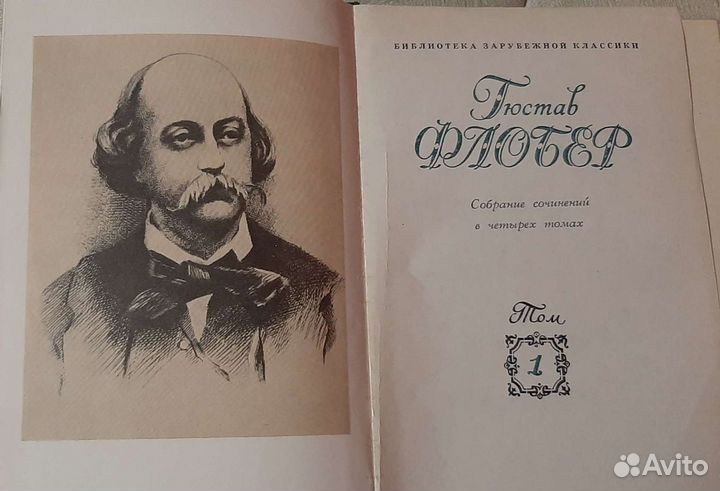 БИБЛИОТЕКА ЗАРУБЕЖНОЙ КЛАССИКИ
Гюстав
ФЛОБЕР
Собрание сочинений
в четырех томах
Том
1
Avito